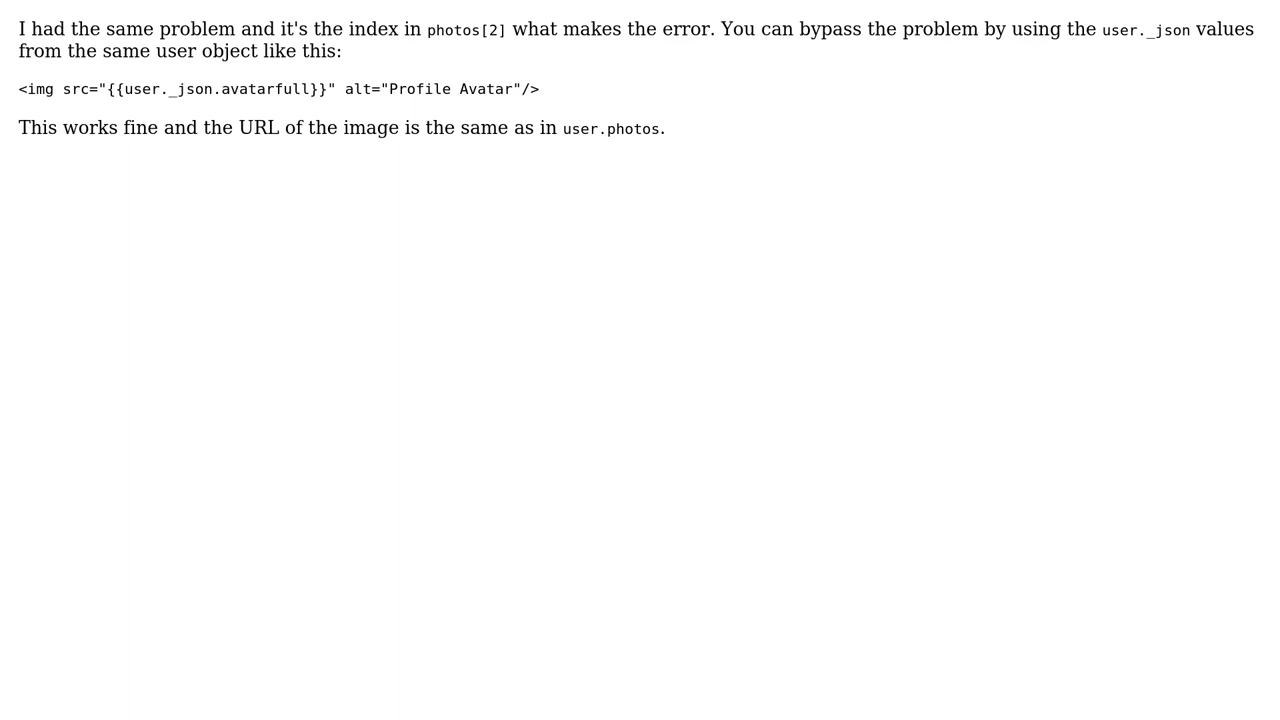 I had the same problem and it's the index in photos[2] what makes the error. You can bypass the problem by using the user._json values
from the same user object like this:
<img src="{{user._json.avatarfull}}" alt="Profile Avatar"/>
This works fine and the URL of the image is the same as in user.photos.